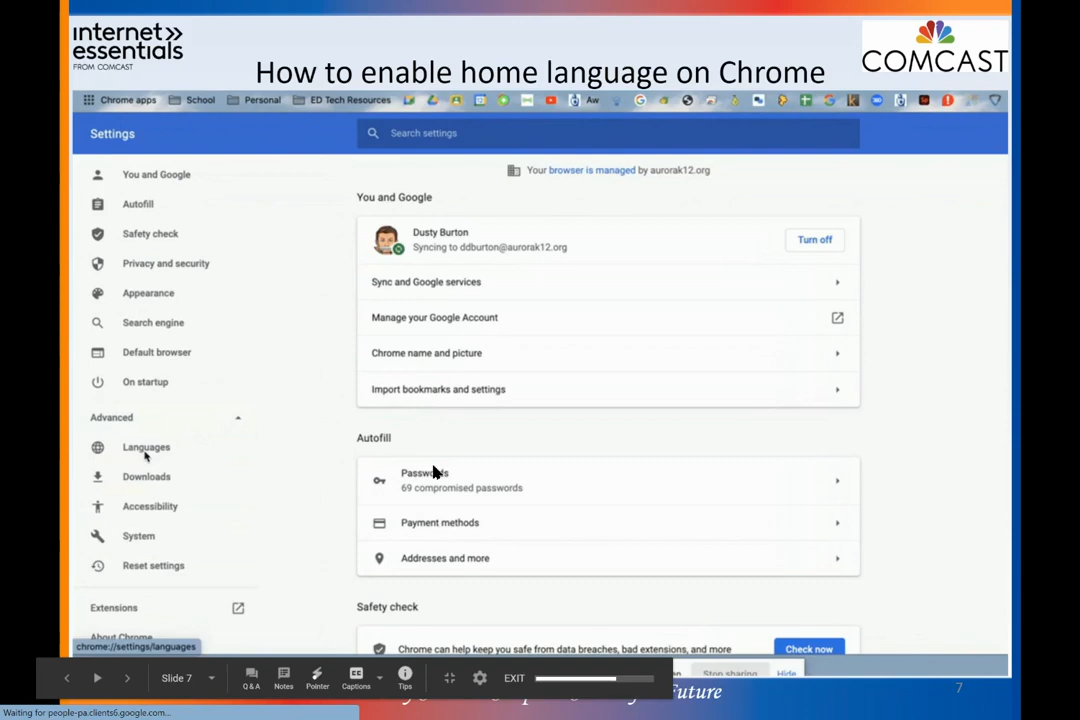 internet
essentials
FROM COMCAST
COMCAST
How to enable home language on Chrome
Chrome apps School Personal ED Tech Resources Aw
Settings
Search settings
Your browser is managed by aurorak12.org
You and Google
Autofill
Safety check
Privacy and security
Appearance
Search engine
Default browser
On startup
Advanced
Languages
Downloads
Accessibility
System
Reset settings
Extensions
About Chrome
chrome://settings/languages
You and Google
Dusty Burton
Syncing to ddburton@aurorak12.org
Turn off
Sync and Google services
Manage your Google Account
Chrome name and picture
Import bookmarks and settings
Autofill
Passwords
69 compromised passwords
Payment methods
Addresses and more
Safety check
Chrome can help keep you safe from data breaches, bad extensions, and more
Check now
Stop sharing Hide
Slide 7
Q & A
Notes
Pointer
Captions
Tips
EXIT
Future
7
Waiting for people-pa.clients6.google.com...